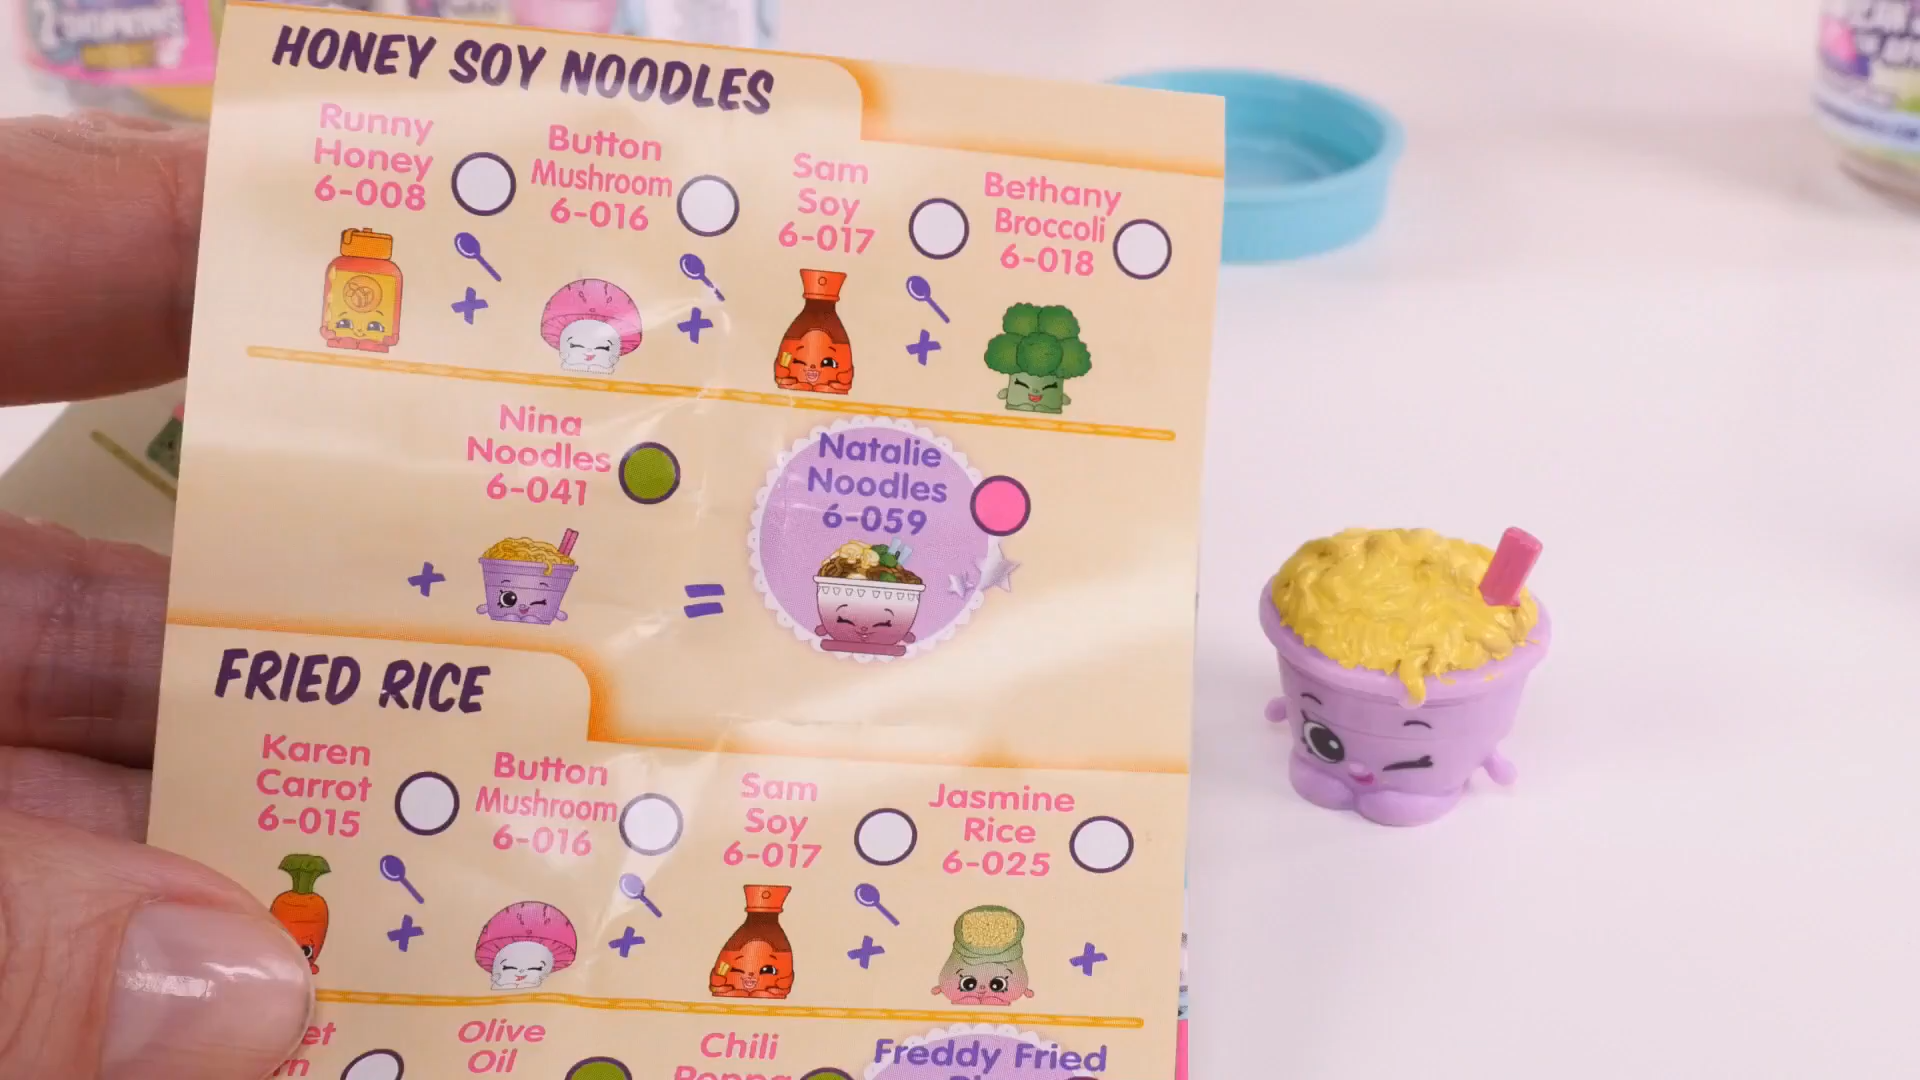 HONEY SOY NOODLES
Runny
Honey
6-008
Button
Mushroom
6-016
Sam
Soy
6-017
Bethany
Broccoli
6-018
+
+
+
Nina
Noodles
6-041
Natalie
Noodles
6-059
+
=
FRIED RICE
Karen
Carrot
6-015
Button
Mushroom
6-016
Sam
Soy
6-017
Jasmine
Rice
6-025
+
+
+
+
Olive
Oil
Chili
Freddy Fried